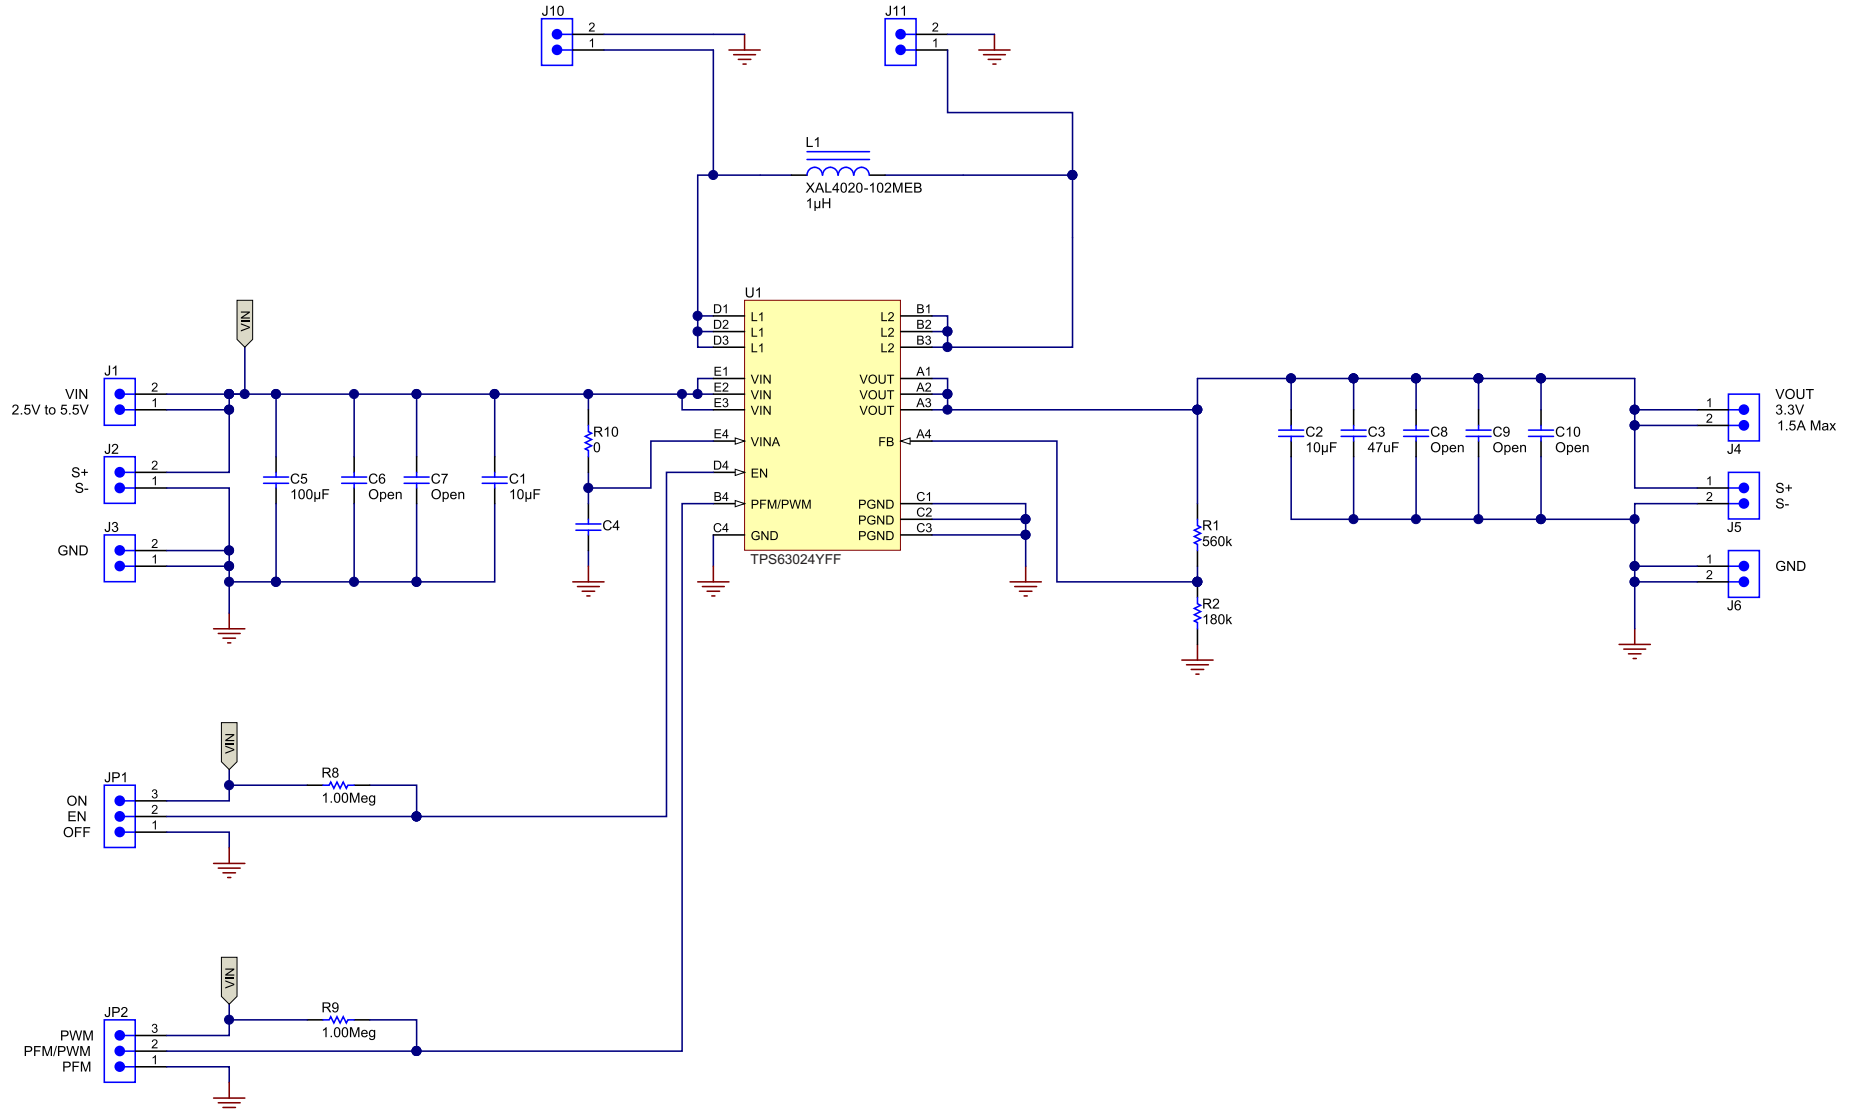 J10
2
1
J11
2
1
L1
XAL4020-102MEB
1µH
U1
D1 L1
D2 L1
D3 L1
E1 VIN
E2 VIN
E3 VIN
E4 VINA
D4 EN
B4 PFM/PWM
C4 GND
L2 B1
L2 B2
L2 B3
VOUT A1
VOUT A2
VOUT A3
FB A4
PGND C1
PGND C2
PGND C3
TPS63024YFF
VIN
J1
VIN 2
2.5V to 5.5V 1
J2
S+ 2
S- 1
J3
GND 2
1
C5
100µF
C6
Open
C7
Open
C1
10µF
R10
0
C4
R1
560k
R2
180k
C2
10µF
C3
47uF
C8
Open
C9
Open
C10
Open
VOUT
1 3.3V
2 1.5A Max
J4
1 S+
2 S-
J5
1 GND
2
J6
VIN
R8
1.00Meg
JP1
ON 3
EN 2
OFF 1
VIN
R9
1.00Meg
JP2
PWM 3
PFM/PWM 2
PFM 1